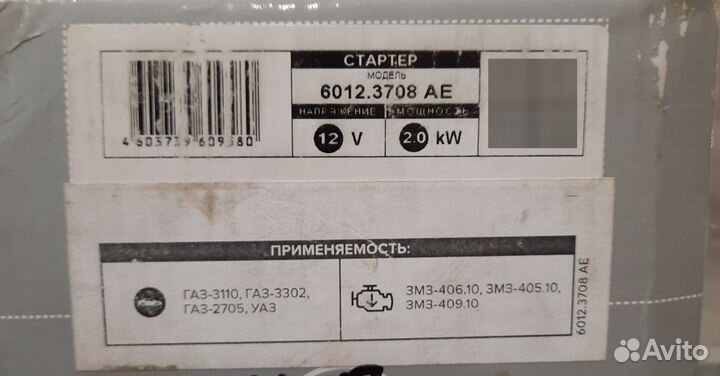 СТАРТЕР
МОДЕЛЬ
6012.3708 АЕ
НАПРЯЖЕНИЕ МОЩНОСТЬ
12 V 2.0 kW
4 603739 609580
ПРИМЕНЯЕМОСТЬ:
ГАЗ-3110, ГАЗ-3302,
ГАЗ-2705, УАЗ
ЗМЗ-406.10, ЗМЗ-405.10,
ЗМЗ-409.10
6012.3708 АЕ
Avito